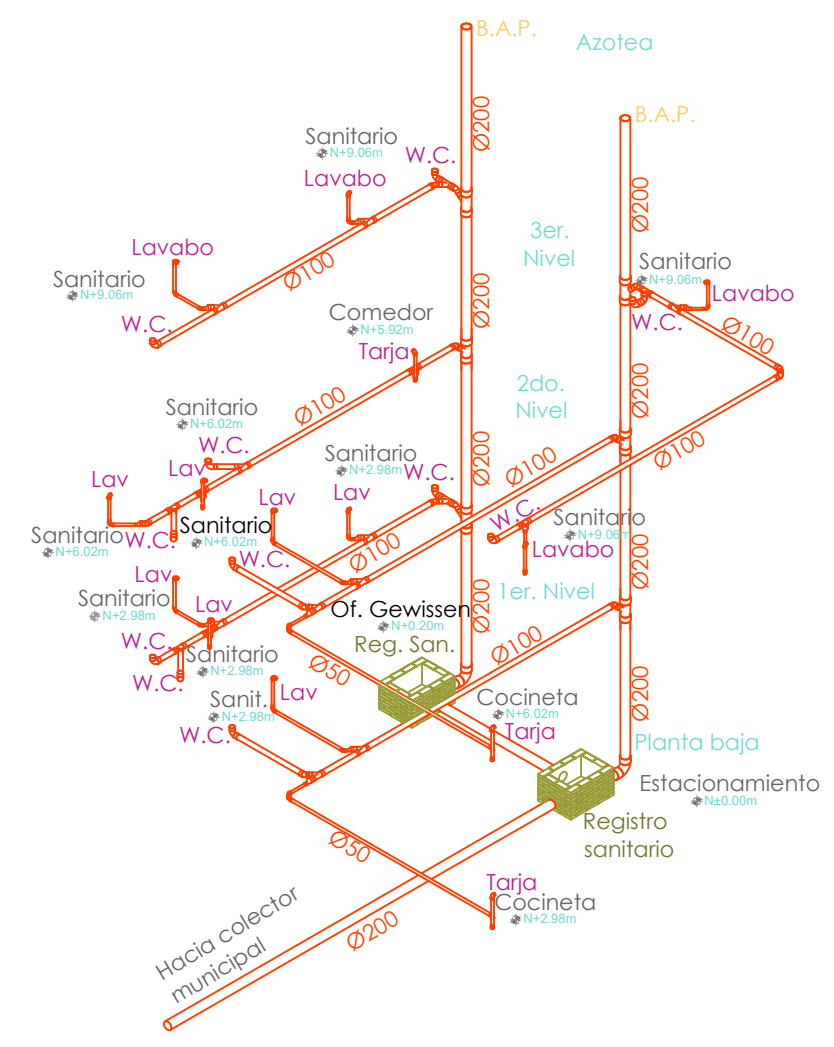 B.A.P.
Azotea
Ø200
B.A.P.
Sanitario
N+9.06m
W.C.
Lavabo
Ø200
3er.
Nivel
Lavabo
Sanitario
N+9.06m
Ø100
Sanitario
N+9.06m
Lavabo
W.C.
W.C.
Comedor
N+5.92m
Tarja
Ø200
Ø100
2do.
Nivel
Ø200
Sanitario
N+6.02m
Ø100
W.C.
Sanitario
N+2.98m
W.C.
Ø200
Ø100
Ø100
Lav
Lav
Lav
Lav
Sanitario
N+6.02m
W.C.
Sanitario
N+6.02m
W.C.
Sanitario
N+9.06m
Lavabo
W.C.
Ø100
Lav
Sanitario
N+2.98m
Lav
Of. Gewissen
N+0.20m
Ø200
1er. Nivel
Ø200
W.C.
Sanitario
N+2.98m
W.C.
Reg. San.
Ø100
Ø50
Sanit.
N+2.98m
Lav
W.C.
Cocineta
N+6.02m
Tarja
Ø200
Planta baja
Estacionamiento
N±0.00m
Registro
sanitario
Ø50
Tarja
Cocineta
N+2.98m
Ø200
Hacia colector
municipal